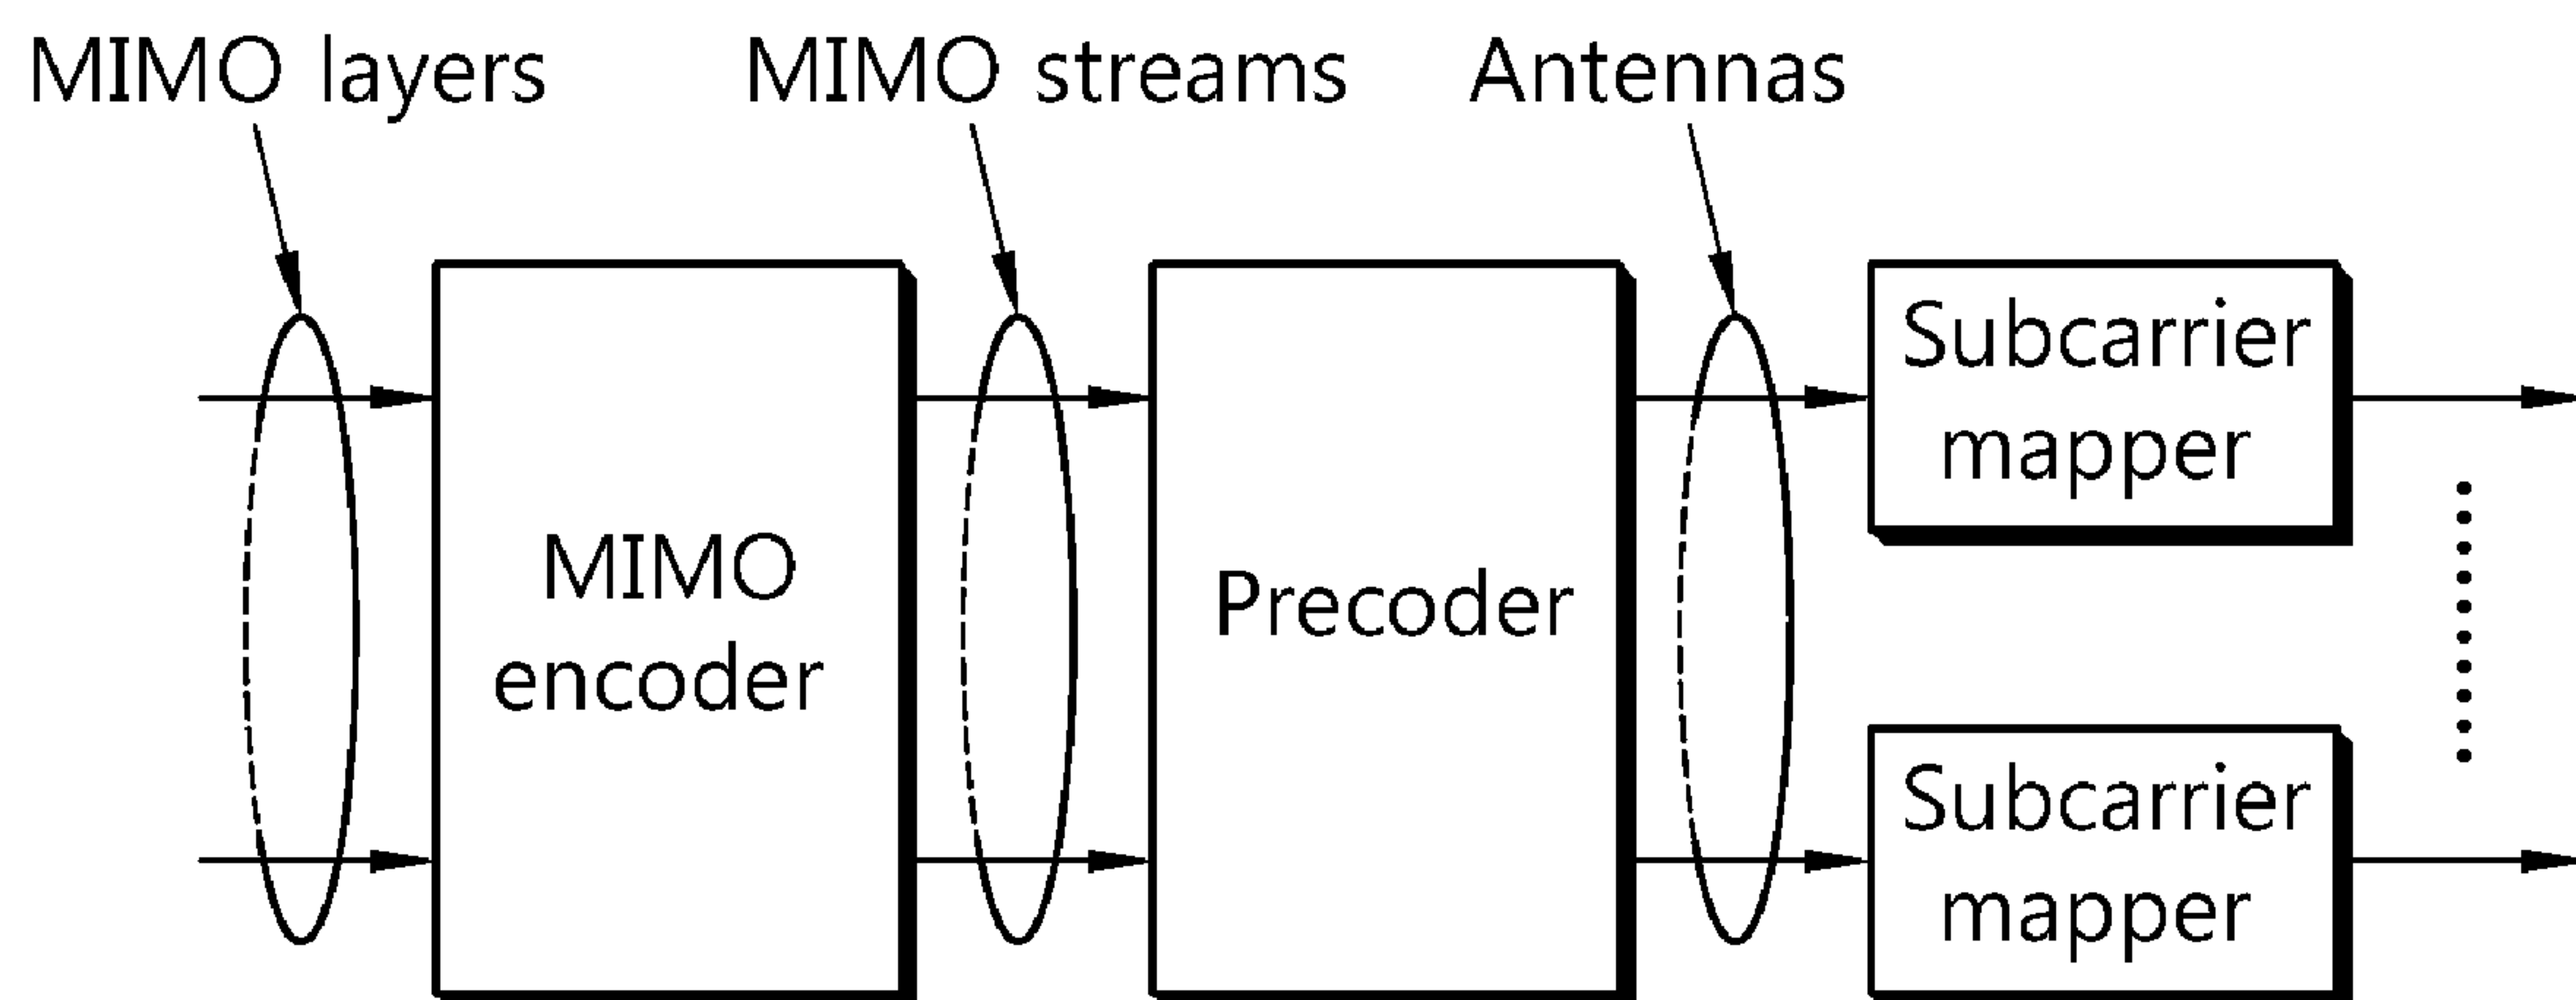 MIMO layers
MIMO streams
Antennas
MIMO
encoder
Precoder
Subcarrier
mapper
Subcarrier
mapper